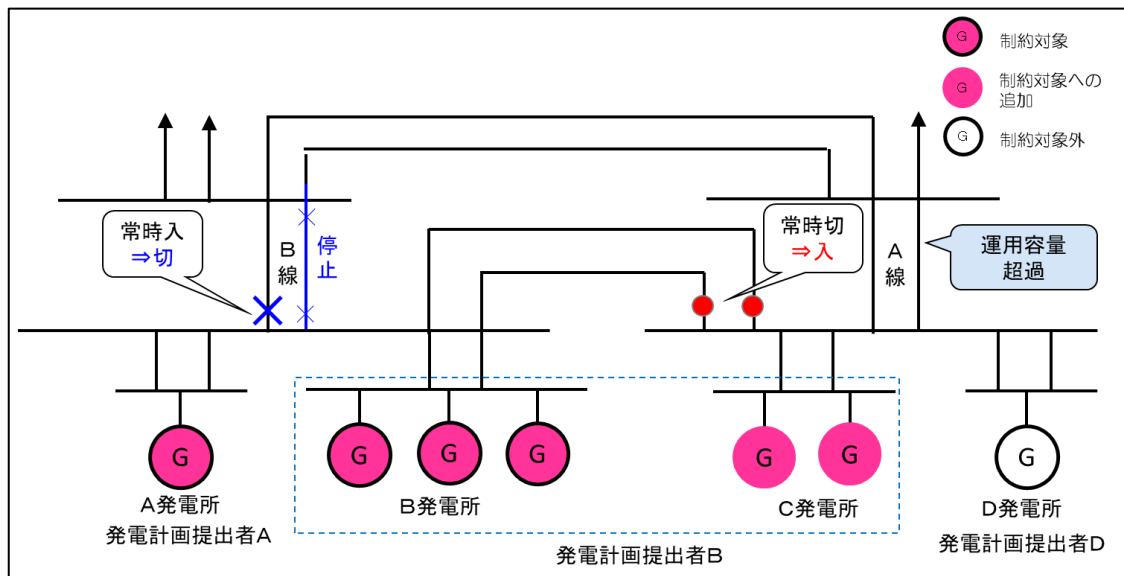 G 制約対象
G 制約対象への
追加
G 制約対象外
常時入
⇒切
B線
停止
常時切
⇒入
A線
運用容量
超過
G
G
G
G
G
G
G
A発電所
発電計画提出者A
B発電所
C発電所
発電計画提出者B
D発電所
発電計画提出者D